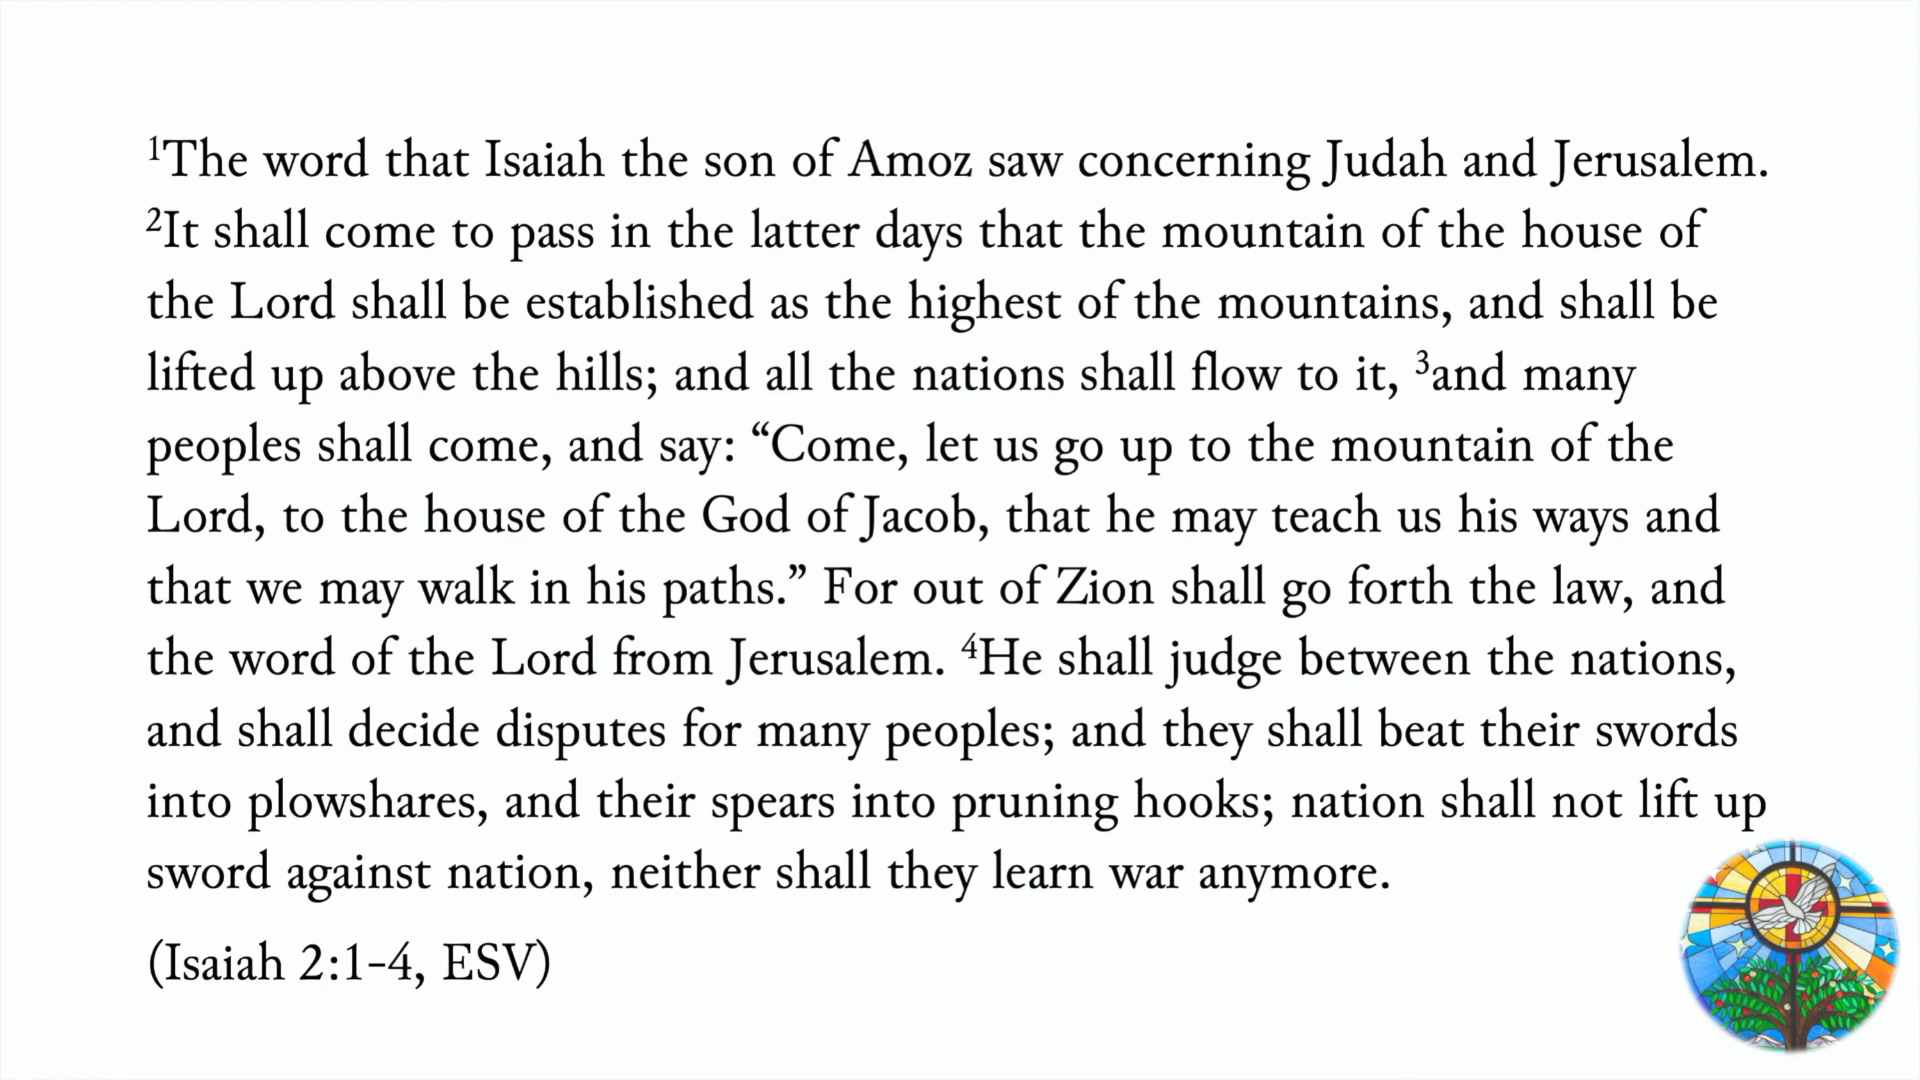 ¹The word that Isaiah the son of Amoz saw concerning Judah and Jerusalem.
²It shall come to pass in the latter days that the mountain of the house of
the Lord shall be established as the highest of the mountains, and shall be
lifted up above the hills; and all the nations shall flow to it, ³and many
peoples shall come, and say: “Come, let us go up to the mountain of the
Lord, to the house of the God of Jacob, that he may teach us his ways and
that we may walk in his paths.” For out of Zion shall go forth the law, and
the word of the Lord from Jerusalem. ⁴He shall judge between the nations,
and shall decide disputes for many peoples; and they shall beat their swords
into plowshares, and their spears into pruning hooks; nation shall not lift up
sword against nation, neither shall they learn war anymore.
(Isaiah 2:1-4, ESV)